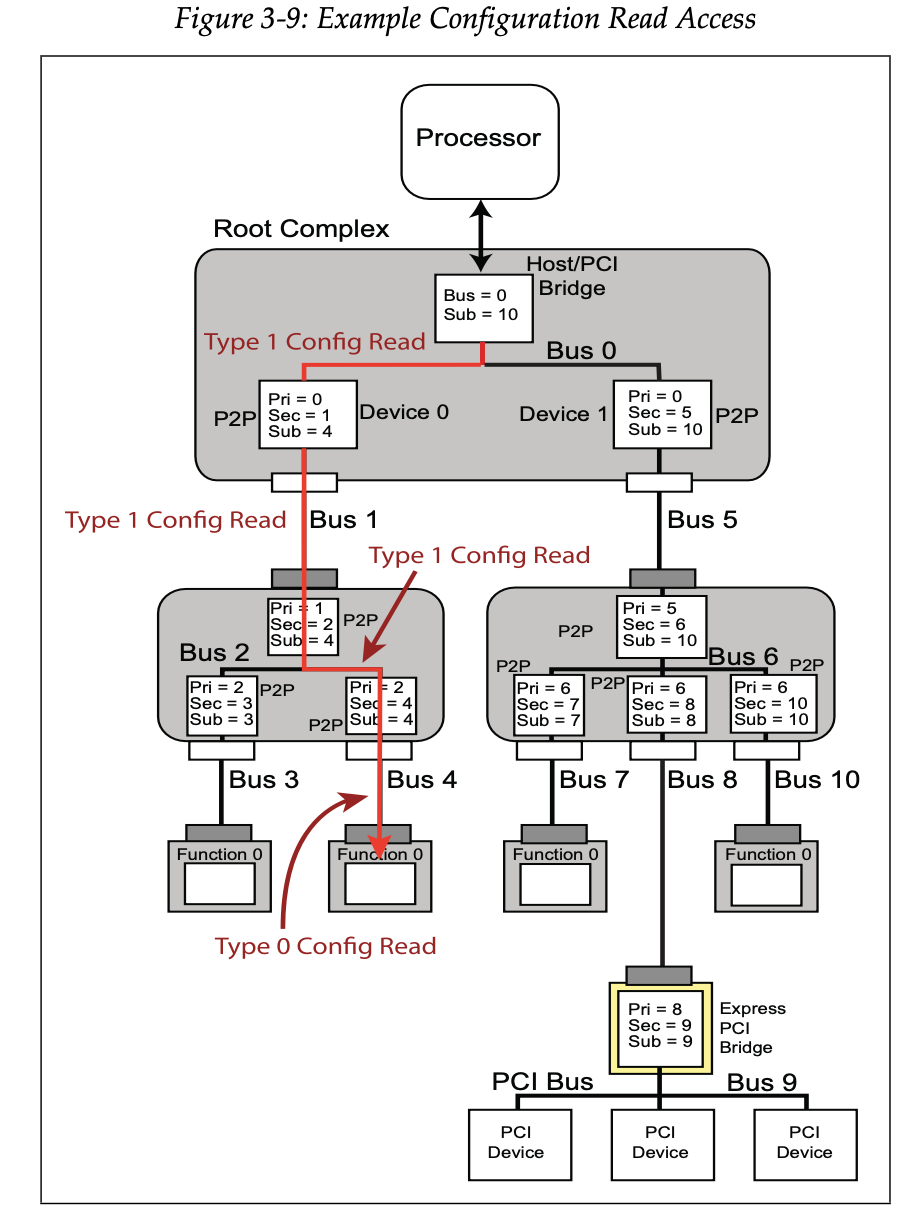 Figure 3-9: Example Configuration Read Access
Processor
Root Complex
Host/PCI
Bridge
Bus = 0
Sub = 10
Type 1 Config Read
Bus 0
P2P
Pri = 0
Sec = 1
Sub = 4
Device 0
Device 1
Pri = 0
Sec = 5
Sub = 10
P2P
Type 1 Config Read
Bus 1
Bus 5
Type 1 Config Read
Pri = 1
Sec = 2
Sub = 4
P2P
Bus 2
Pri = 2
Sec = 3
Sub = 3
P2P
P2P
Pri = 2
Sec = 4
Sub = 4
P2P
Pri = 5
Sec = 6
Sub = 10
Bus 6
P2P
Pri = 6
Sec = 7
Sub = 7
P2P
Pri = 6
Sec = 8
Sub = 8
P2P
Pri = 6
Sec = 10
Sub = 10
Bus 3
Bus 4
Bus 7
Bus 8
Bus 10
Function 0
Function 0
Function 0
Function 0
Type 0 Config Read
Pri = 8
Sec = 9
Sub = 9
Express
PCI
Bridge
PCI Bus
Bus 9
PCI
Device
PCI
Device
PCI
Device